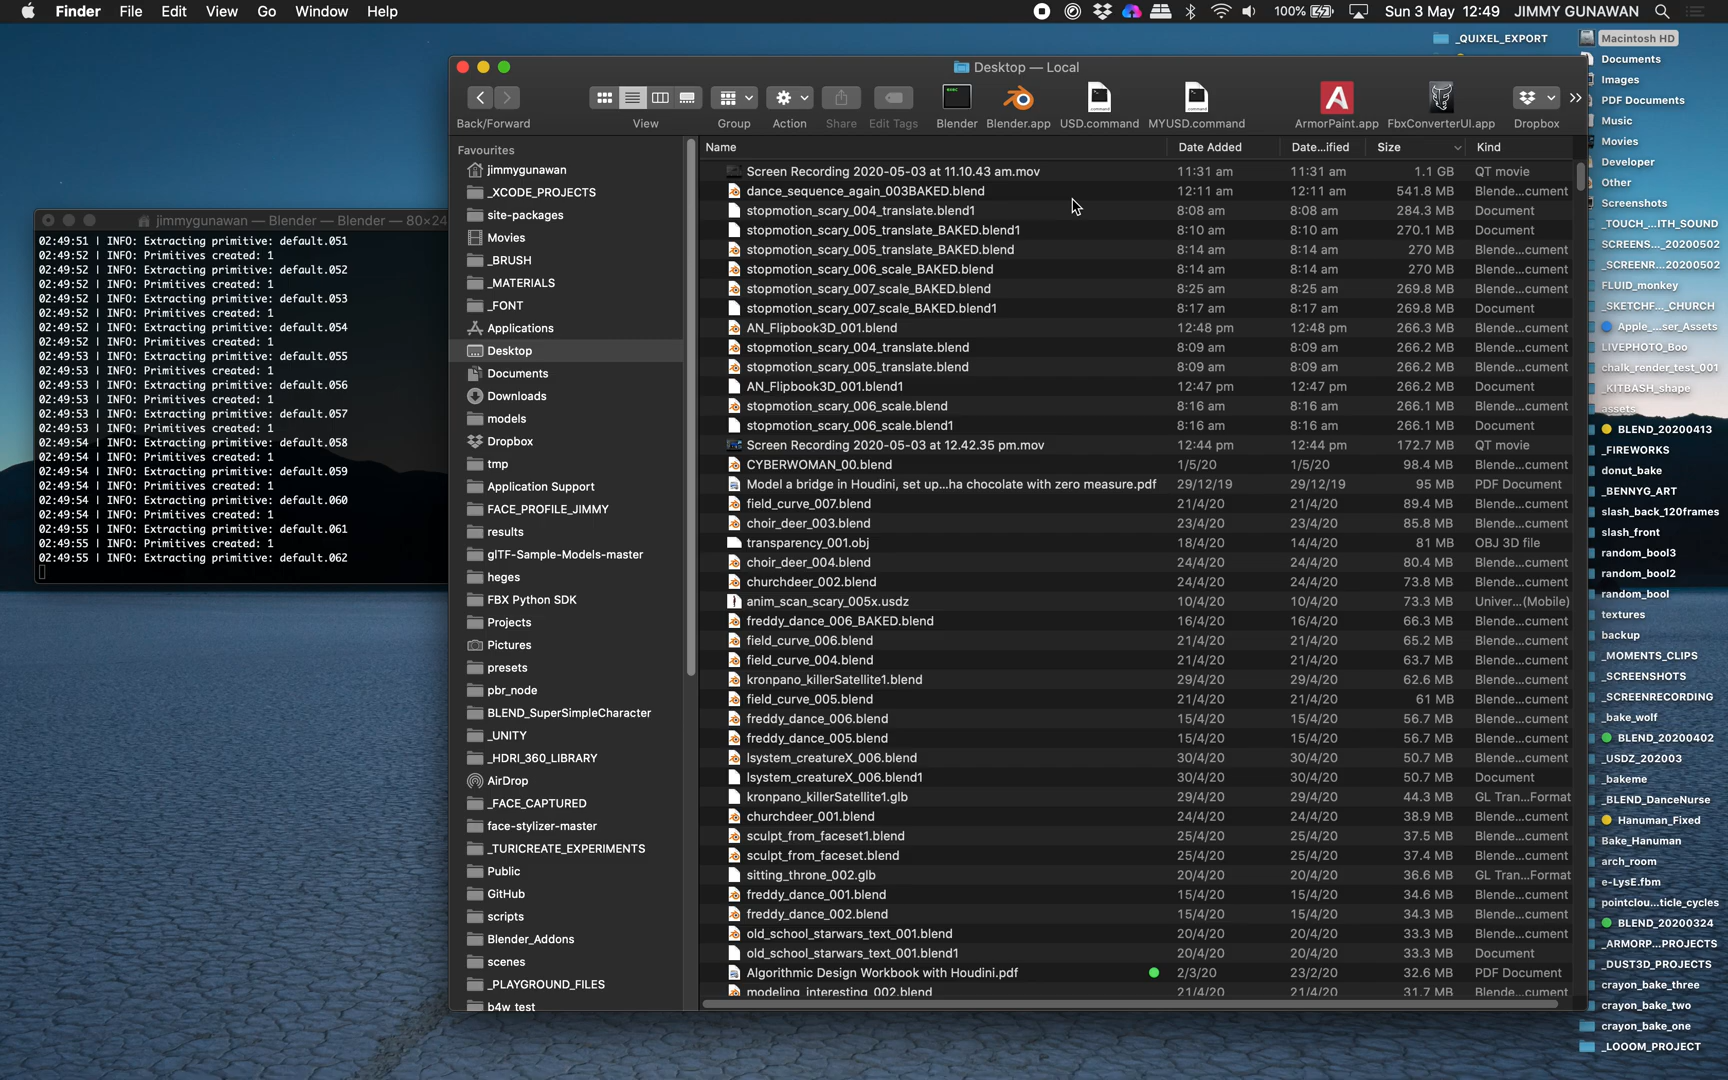 Finder File Edit View Go Window Help
100% Sun 3 May 12:49 JIMMY GUNAWAN
Desktop — Local
Back/Forward View Group Action Share Edit Tags Blender Blender.app USD.command MYUSD.command ArmorPaint.app FbxConverterUI.app Dropbox
jimmygunawan — Blender — Blender — 80×24
02:49:51 | INFO: Extracting primitive: default.051
02:49:52 | INFO: Primitives created: 1
02:49:52 | INFO: Extracting primitive: default.052
02:49:52 | INFO: Primitives created: 1
02:49:52 | INFO: Extracting primitive: default.053
02:49:52 | INFO: Primitives created: 1
02:49:52 | INFO: Extracting primitive: default.054
02:49:52 | INFO: Primitives created: 1
02:49:53 | INFO: Extracting primitive: default.055
02:49:53 | INFO: Primitives created: 1
02:49:53 | INFO: Extracting primitive: default.056
02:49:53 | INFO: Primitives created: 1
02:49:53 | INFO: Extracting primitive: default.057
02:49:53 | INFO: Primitives created: 1
02:49:54 | INFO: Extracting primitive: default.058
02:49:54 | INFO: Primitives created: 1
02:49:54 | INFO: Extracting primitive: default.059
02:49:54 | INFO: Primitives created: 1
02:49:54 | INFO: Extracting primitive: default.060
02:49:54 | INFO: Primitives created: 1
02:49:55 | INFO: Extracting primitive: default.061
02:49:55 | INFO: Primitives created: 1
02:49:55 | INFO: Extracting primitive: default.062
Favourites
jimmygunawan
_XCODE_PROJECTS
site-packages
Movies
_BRUSH
_MATERIALS
_FONT
Applications
Desktop
Documents
Downloads
models
Dropbox
tmp
Application Support
FACE_PROFILE_JIMMY
results
glTF-Sample-Models-master
heges
FBX Python SDK
Projects
Pictures
presets
pbr_node
BLEND_SuperSimpleCharacter
_UNITY
_HDRI_360_LIBRARY
AirDrop
_FACE_CAPTURED
face-stylizer-master
_TURICREATE_EXPERIMENTS
Public
GitHub
scripts
Blender_Addons
scenes
_PLAYGROUND_FILES
b4w test
Name Date Added Date...ified Size Kind
Screen Recording 2020-05-03 at 11.10.43 am.mov 11:31 am 11:31 am 1.1 GB QT movie
dance_sequence_again_003BAKED.blend 12:11 am 12:11 am 541.8 MB Blende...cument
stopmotion_scary_004_translate.blend1 8:08 am 8:08 am 284.3 MB Document
stopmotion_scary_005_translate_BAKED.blend1 8:10 am 8:10 am 270.1 MB Document
stopmotion_scary_005_translate_BAKED.blend 8:14 am 8:14 am 270 MB Blende...cument
stopmotion_scary_006_scale_BAKED.blend 8:14 am 8:14 am 270 MB Blende...cument
stopmotion_scary_007_scale_BAKED.blend 8:25 am 8:25 am 269.8 MB Blende...cument
stopmotion_scary_007_scale_BAKED.blend1 8:17 am 8:17 am 269.8 MB Document
AN_Flipbook3D_001.blend 12:48 pm 12:48 pm 266.3 MB Blende...cument
stopmotion_scary_004_translate.blend 8:09 am 8:09 am 266.2 MB Blende...cument
stopmotion_scary_005_translate.blend 8:09 am 8:09 am 266.2 MB Blende...cument
AN_Flipbook3D_001.blend1 12:47 pm 12:47 pm 266.2 MB Document
stopmotion_scary_006_scale.blend 8:16 am 8:16 am 266.1 MB Blende...cument
stopmotion_scary_006_scale.blend1 8:16 am 8:16 am 266.1 MB Document
Screen Recording 2020-05-03 at 12.42.35 pm.mov 12:44 pm 12:44 pm 172.7 MB QT movie
CYBERWOMAN_00.blend 1/5/20 1/5/20 98.4 MB Blende...cument
Model a bridge in Houdini, set up...ha chocolate with zero measure.pdf 29/12/19 29/12/19 95 MB PDF Document
field_curve_007.blend 21/4/20 21/4/20 89.4 MB Blende...cument
choir_deer_003.blend 23/4/20 23/4/20 85.8 MB Blende...cument
transparency_001.obj 18/4/20 14/4/20 81 MB OBJ 3D file
choir_deer_004.blend 24/4/20 24/4/20 80.4 MB Blende...cument
churchdeer_002.blend 24/4/20 24/4/20 73.8 MB Blende...cument
anim_scan_scary_005x.usdz 10/4/20 10/4/20 73.3 MB Univer...(Mobile)
freddy_dance_006_BAKED.blend 16/4/20 16/4/20 66.3 MB Blende...cument
field_curve_006.blend 21/4/20 21/4/20 65.2 MB Blende...cument
field_curve_004.blend 21/4/20 21/4/20 63.7 MB Blende...cument
kronpano_killerSatellite1.blend 29/4/20 29/4/20 62.6 MB Blende...cument
field_curve_005.blend 21/4/20 21/4/20 61 MB Blende...cument
freddy_dance_006.blend 15/4/20 15/4/20 56.7 MB Blende...cument
freddy_dance_005.blend 15/4/20 15/4/20 56.7 MB Blende...cument
lsystem_creatureX_006.blend 30/4/20 30/4/20 50.7 MB Blende...cument
lsystem_creatureX_006.blend1 30/4/20 30/4/20 50.7 MB Document
kronpano_killerSatellite1.glb 29/4/20 29/4/20 44.3 MB GL Tran...Format
churchdeer_001.blend 24/4/20 24/4/20 38.9 MB Blende...cument
sculpt_from_faceset1.blend 25/4/20 25/4/20 37.5 MB Blende...cument
sculpt_from_faceset.blend 25/4/20 25/4/20 37.4 MB Blende...cument
sitting_throne_002.glb 20/4/20 20/4/20 36.6 MB GL Tran...Format
freddy_dance_001.blend 15/4/20 15/4/20 34.6 MB Blende...cument
freddy_dance_002.blend 15/4/20 15/4/20 34.3 MB Blende...cument
old_school_starwars_text_001.blend 20/4/20 20/4/20 33.3 MB Blende...cument
old_school_starwars_text_001.blend1 20/4/20 20/4/20 33.3 MB Document
Algorithmic Design Workbook with Houdini.pdf 2/3/20 23/2/20 32.6 MB PDF Document
modeling_interesting_002.blend 21/4/20 21/4/20 31.7 MB Blende...cument
_QUIXEL_EXPORT
Macintosh HD
Documents
Images
PDF Documents
Music
Movies
Developer
Other
Screenshots
_TOUCH_...ITH_SOUND
SCREENS..._20200502
_SCREENR...20200502
FLUID_monkey
_SKETCHF..._CHURCH
Apple_...ser_Assets
LIVEPHOTO_Boo
chalk_render_test_001
_KITBASH_shape
assets
BLEND_20200413
_FIREWORKS
donut_bake
_BENNYG_ART
slash_back_120frames
slash_front
random_bool3
random_bool2
random_bool
textures
backup
_MOMENTS_CLIPS
_SCREENSHOTS
_SCREENRECORDING
_bake_wolf
BLEND_20200402
_USDZ_202003
_bakeme
_BLEND_DanceNurse
Hanuman_Fixed
Bake_Hanuman
arch_room
e-LysE.fbm
pointclou...ticle_cycles
BLEND_20200324
_ARMORP...PROJECTS
_DUST3D_PROJECTS
crayon_bake_three
crayon_bake_two
crayon_bake_one
_LOOOM_PROJECT